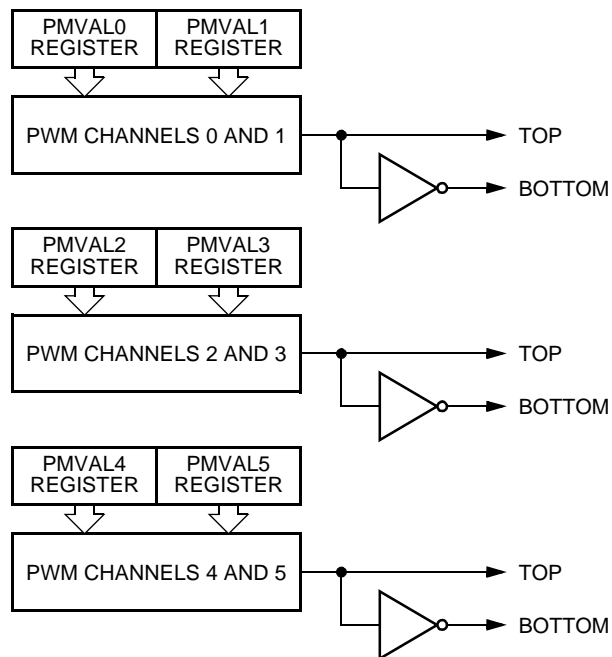 PMVAL0
REGISTER
PMVAL1
REGISTER
PWM CHANNELS 0 AND 1
TOP
BOTTOM
PMVAL2
REGISTER
PMVAL3
REGISTER
PWM CHANNELS 2 AND 3
TOP
BOTTOM
PMVAL4
REGISTER
PMVAL5
REGISTER
PWM CHANNELS 4 AND 5
TOP
BOTTOM